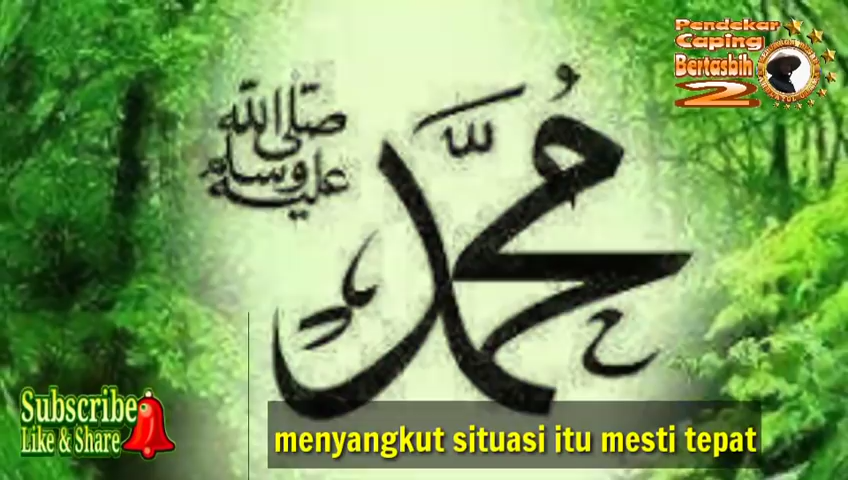 Pendekar
Caping
Bertasbih
2
صلى الله
عليه وسلم
محمد
Subscribe
Like & Share
menyangkut situasi itu mesti tepat